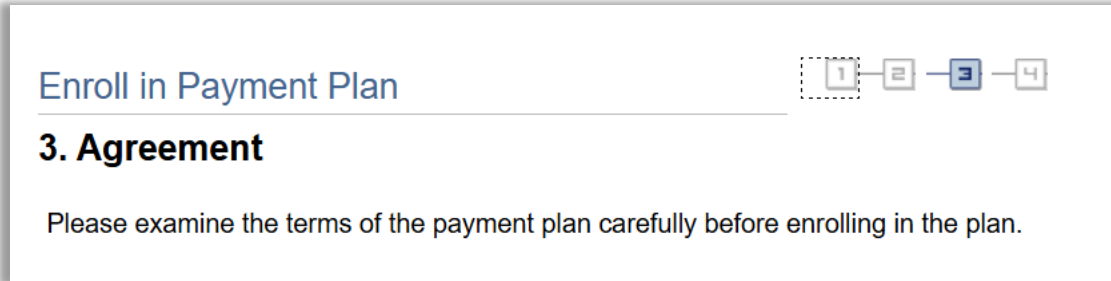 Enroll in Payment Plan
1 2 3 4
3. Agreement
Please examine the terms of the payment plan carefully before enrolling in the plan.